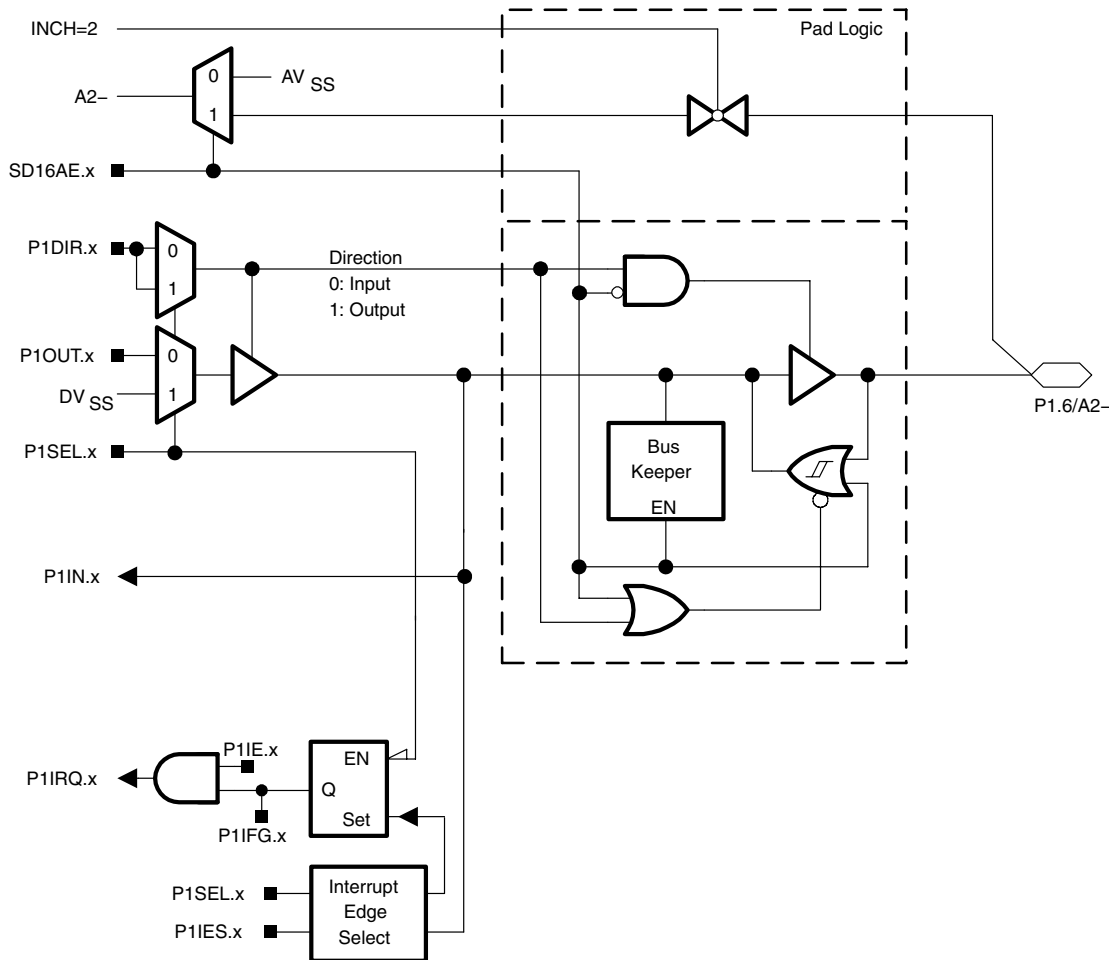 INCH=2
Pad Logic
0
AV SS
A2−
1
SD16AE.x
P1DIR.x
0
1
Direction
0: Input
1: Output
P1OUT.x
0
DV SS
1
P1.6/A2−
P1SEL.x
Bus
Keeper
EN
P1IN.x
P1IE.x
EN
P1IRQ.x
Q
P1IFG.x
Set
P1SEL.x
Interrupt
Edge
Select
P1IES.x